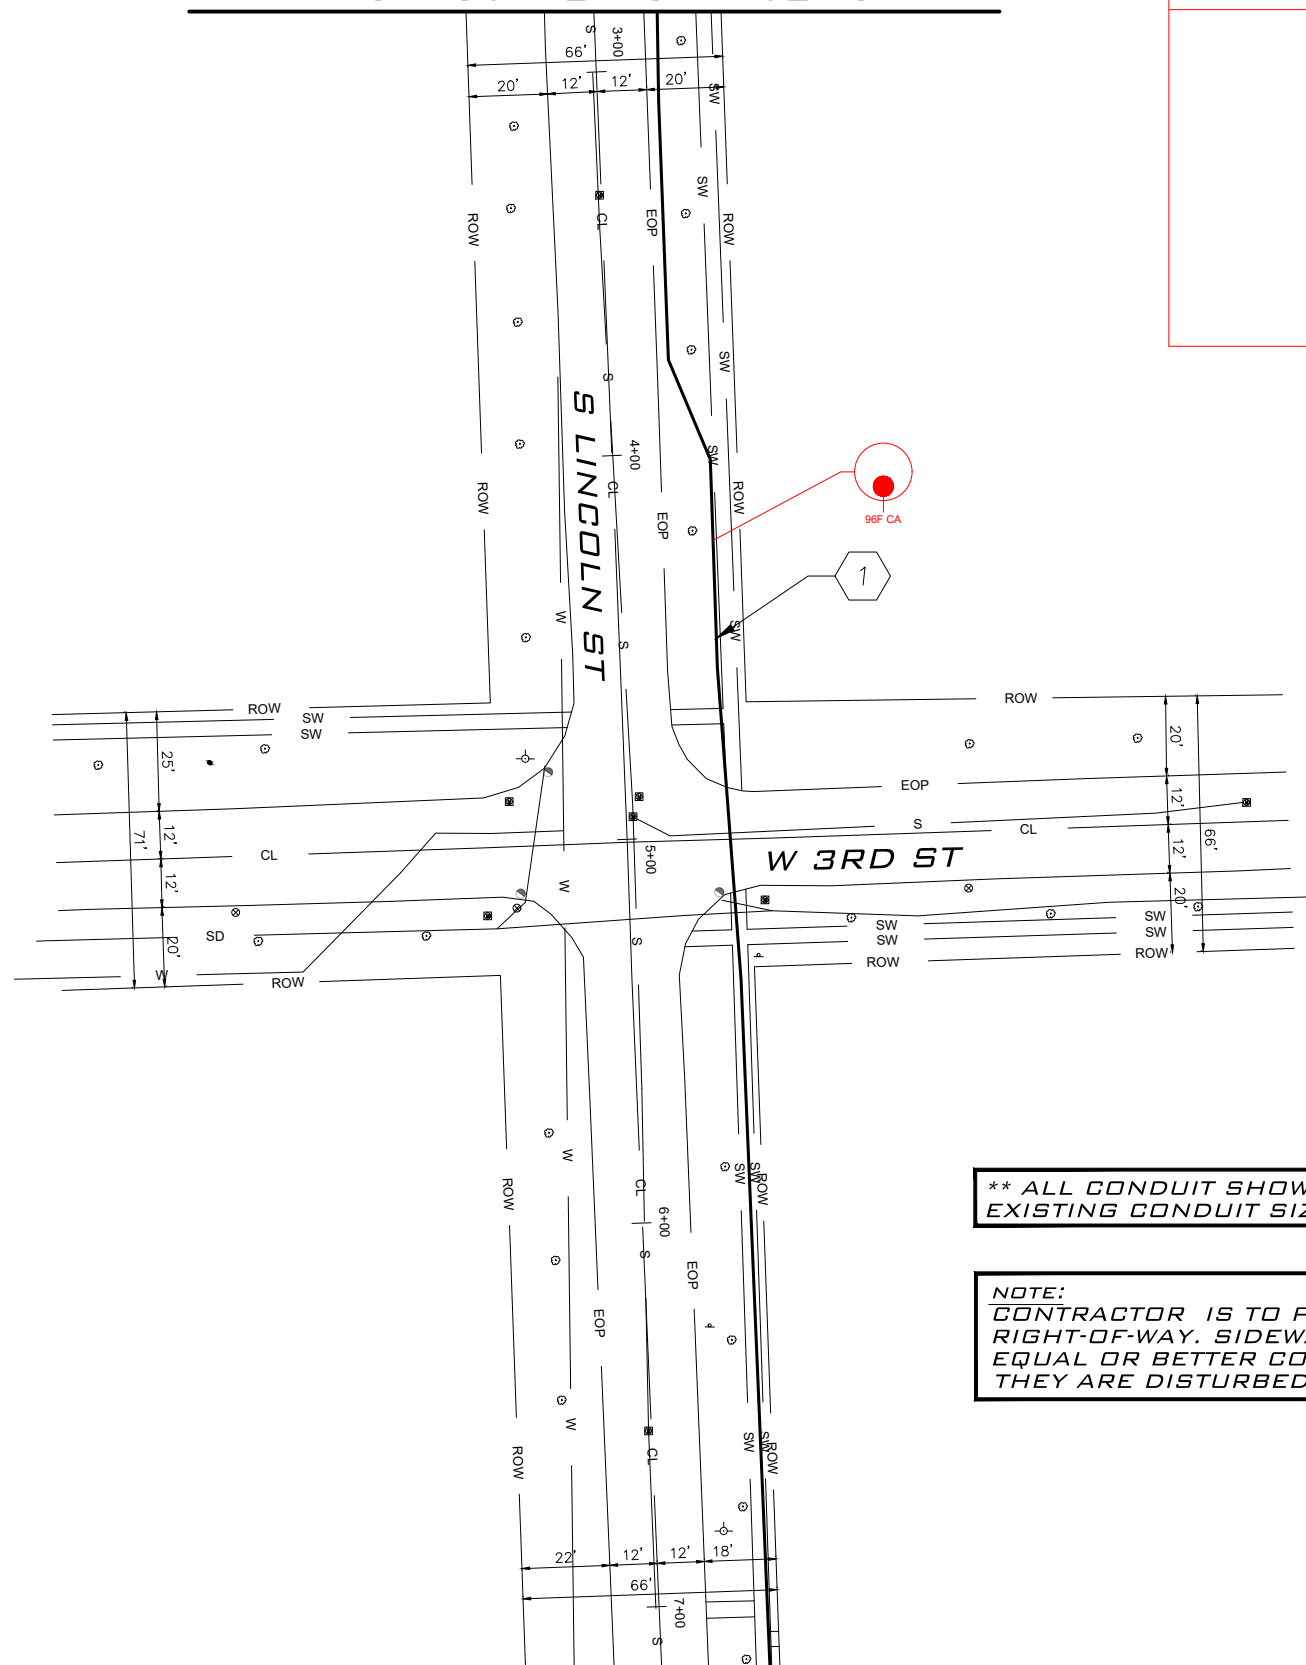 S
3+00
66'
20'
12'
12'
20'
SW
SW
ROW
CL
EOP
ROW
SW
S
S LINCOLN ST
4+00
SW
CL
ROW
EOP
ROW
96F CA
1
W
S
SW
ROW
SW
SW
ROW
25'
20'
EOP
12'
71'
12'
S
CL
12'
66'
CL
5+00
W 3RD ST
12'
12'
W
20'
20'
SD
S
SW
SW
SW
SW
W
ROW
ROW
ROW
W
ROW
CL
SW
SW
ROW
6+00
S
EOP
EOP
** ALL CONDUIT SHOW
EXISTING CONDUIT SIZ
NOTE:
CONTRACTOR IS TO
RIGHT-OF-WAY. SIDEW
EQUAL OR BETTER CO
THEY ARE DISTURBED
W
ROW
CL
SW
SW
ROW
22'
12'
12'
18'
66'
7+00
S